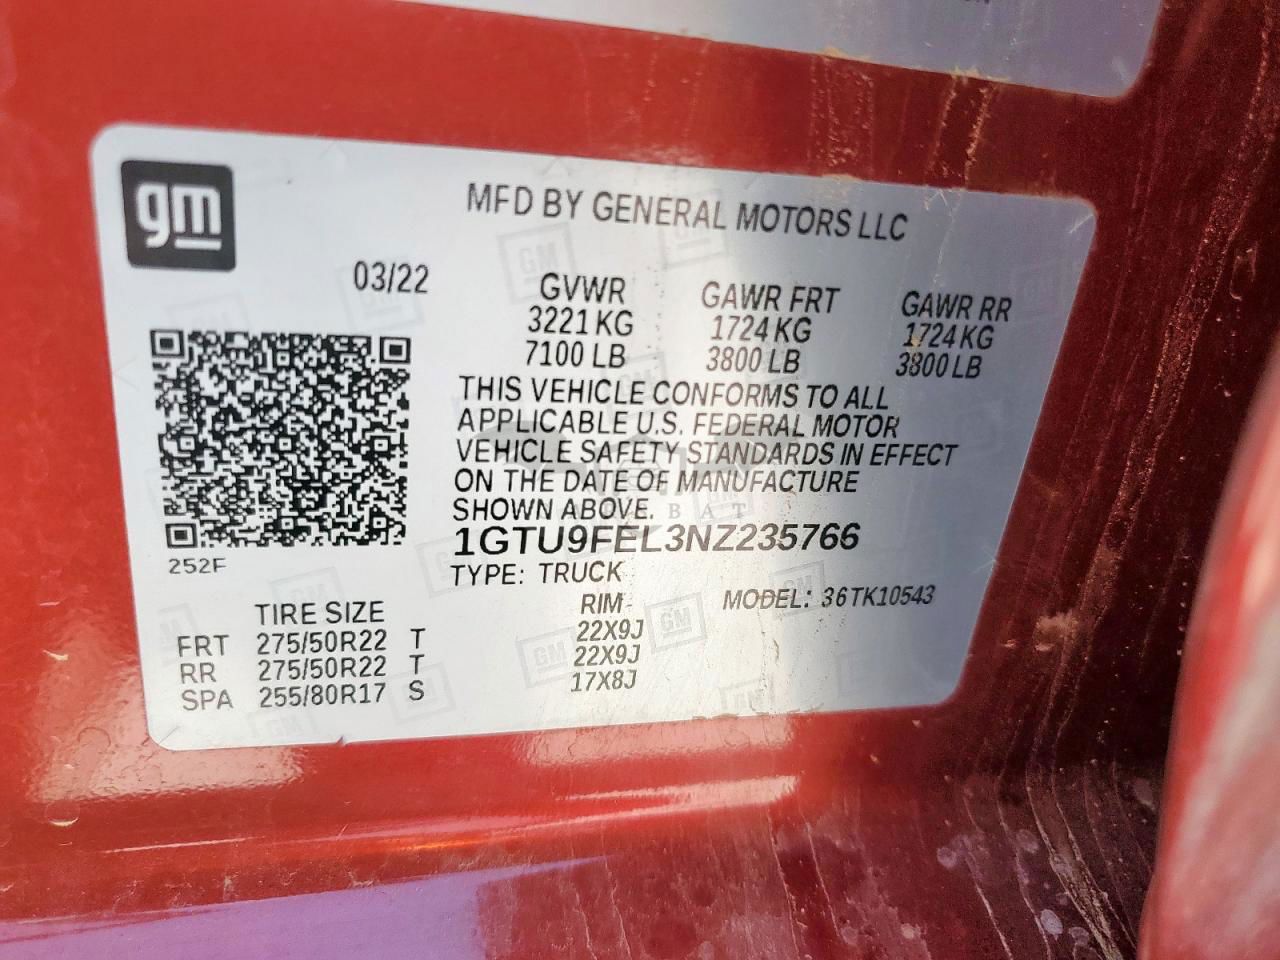 gm
MFD BY GENERAL MOTORS LLC
03/22
GVWR GAWR FRT GAWR RR
3221 KG 1724 KG 1724 KG
7100 LB 3800 LB 3800 LB
THIS VEHICLE CONFORMS TO ALL
APPLICABLE U.S. FEDERAL MOTOR
VEHICLE SAFETY STANDARDS IN EFFECT
ON THE DATE OF MANUFACTURE
SHOWN ABOVE.
1GTU9FEL3NZ235766
252F
TYPE: TRUCK
MODEL: 36TK10543
TIRE SIZE RIM
FRT 275/50R22 T 22X9J
RR 275/50R22 T 22X9J
SPA 255/80R17 S 17X8J